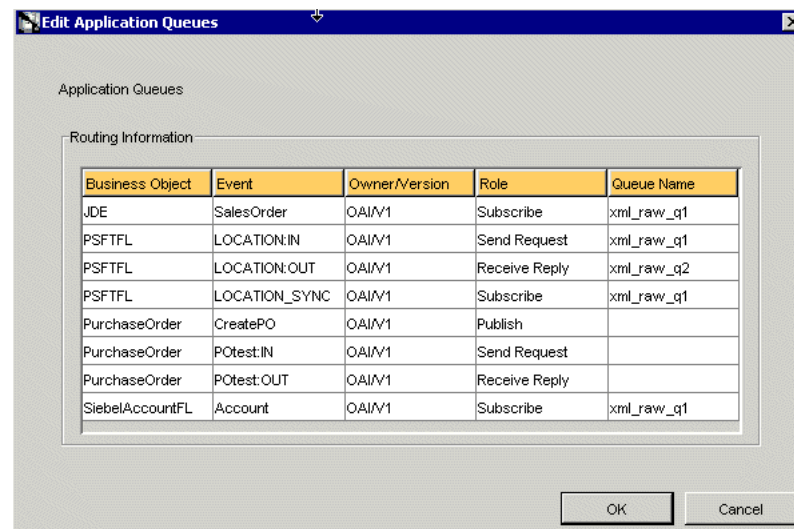 Edit Application Queues
Application Queues
Routing Information
Business Object Event Owner/Version Role Queue Name
JDE SalesOrder OAI/V1 Subscribe xml_raw_q1
PSFTFL LOCATION:IN OAI/V1 Send Request xml_raw_q1
PSFTFL LOCATION:OUT OAI/V1 Receive Reply xml_raw_q2
PSFTFL LOCATION_SYNC OAI/V1 Subscribe xml_raw_q1
PurchaseOrder CreatePO OAI/V1 Publish
PurchaseOrder POtest:IN OAI/V1 Send Request
PurchaseOrder POtest:OUT OAI/V1 Receive Reply
SiebelAccountFL Account OAI/V1 Subscribe xml_raw_q1
OK Cancel